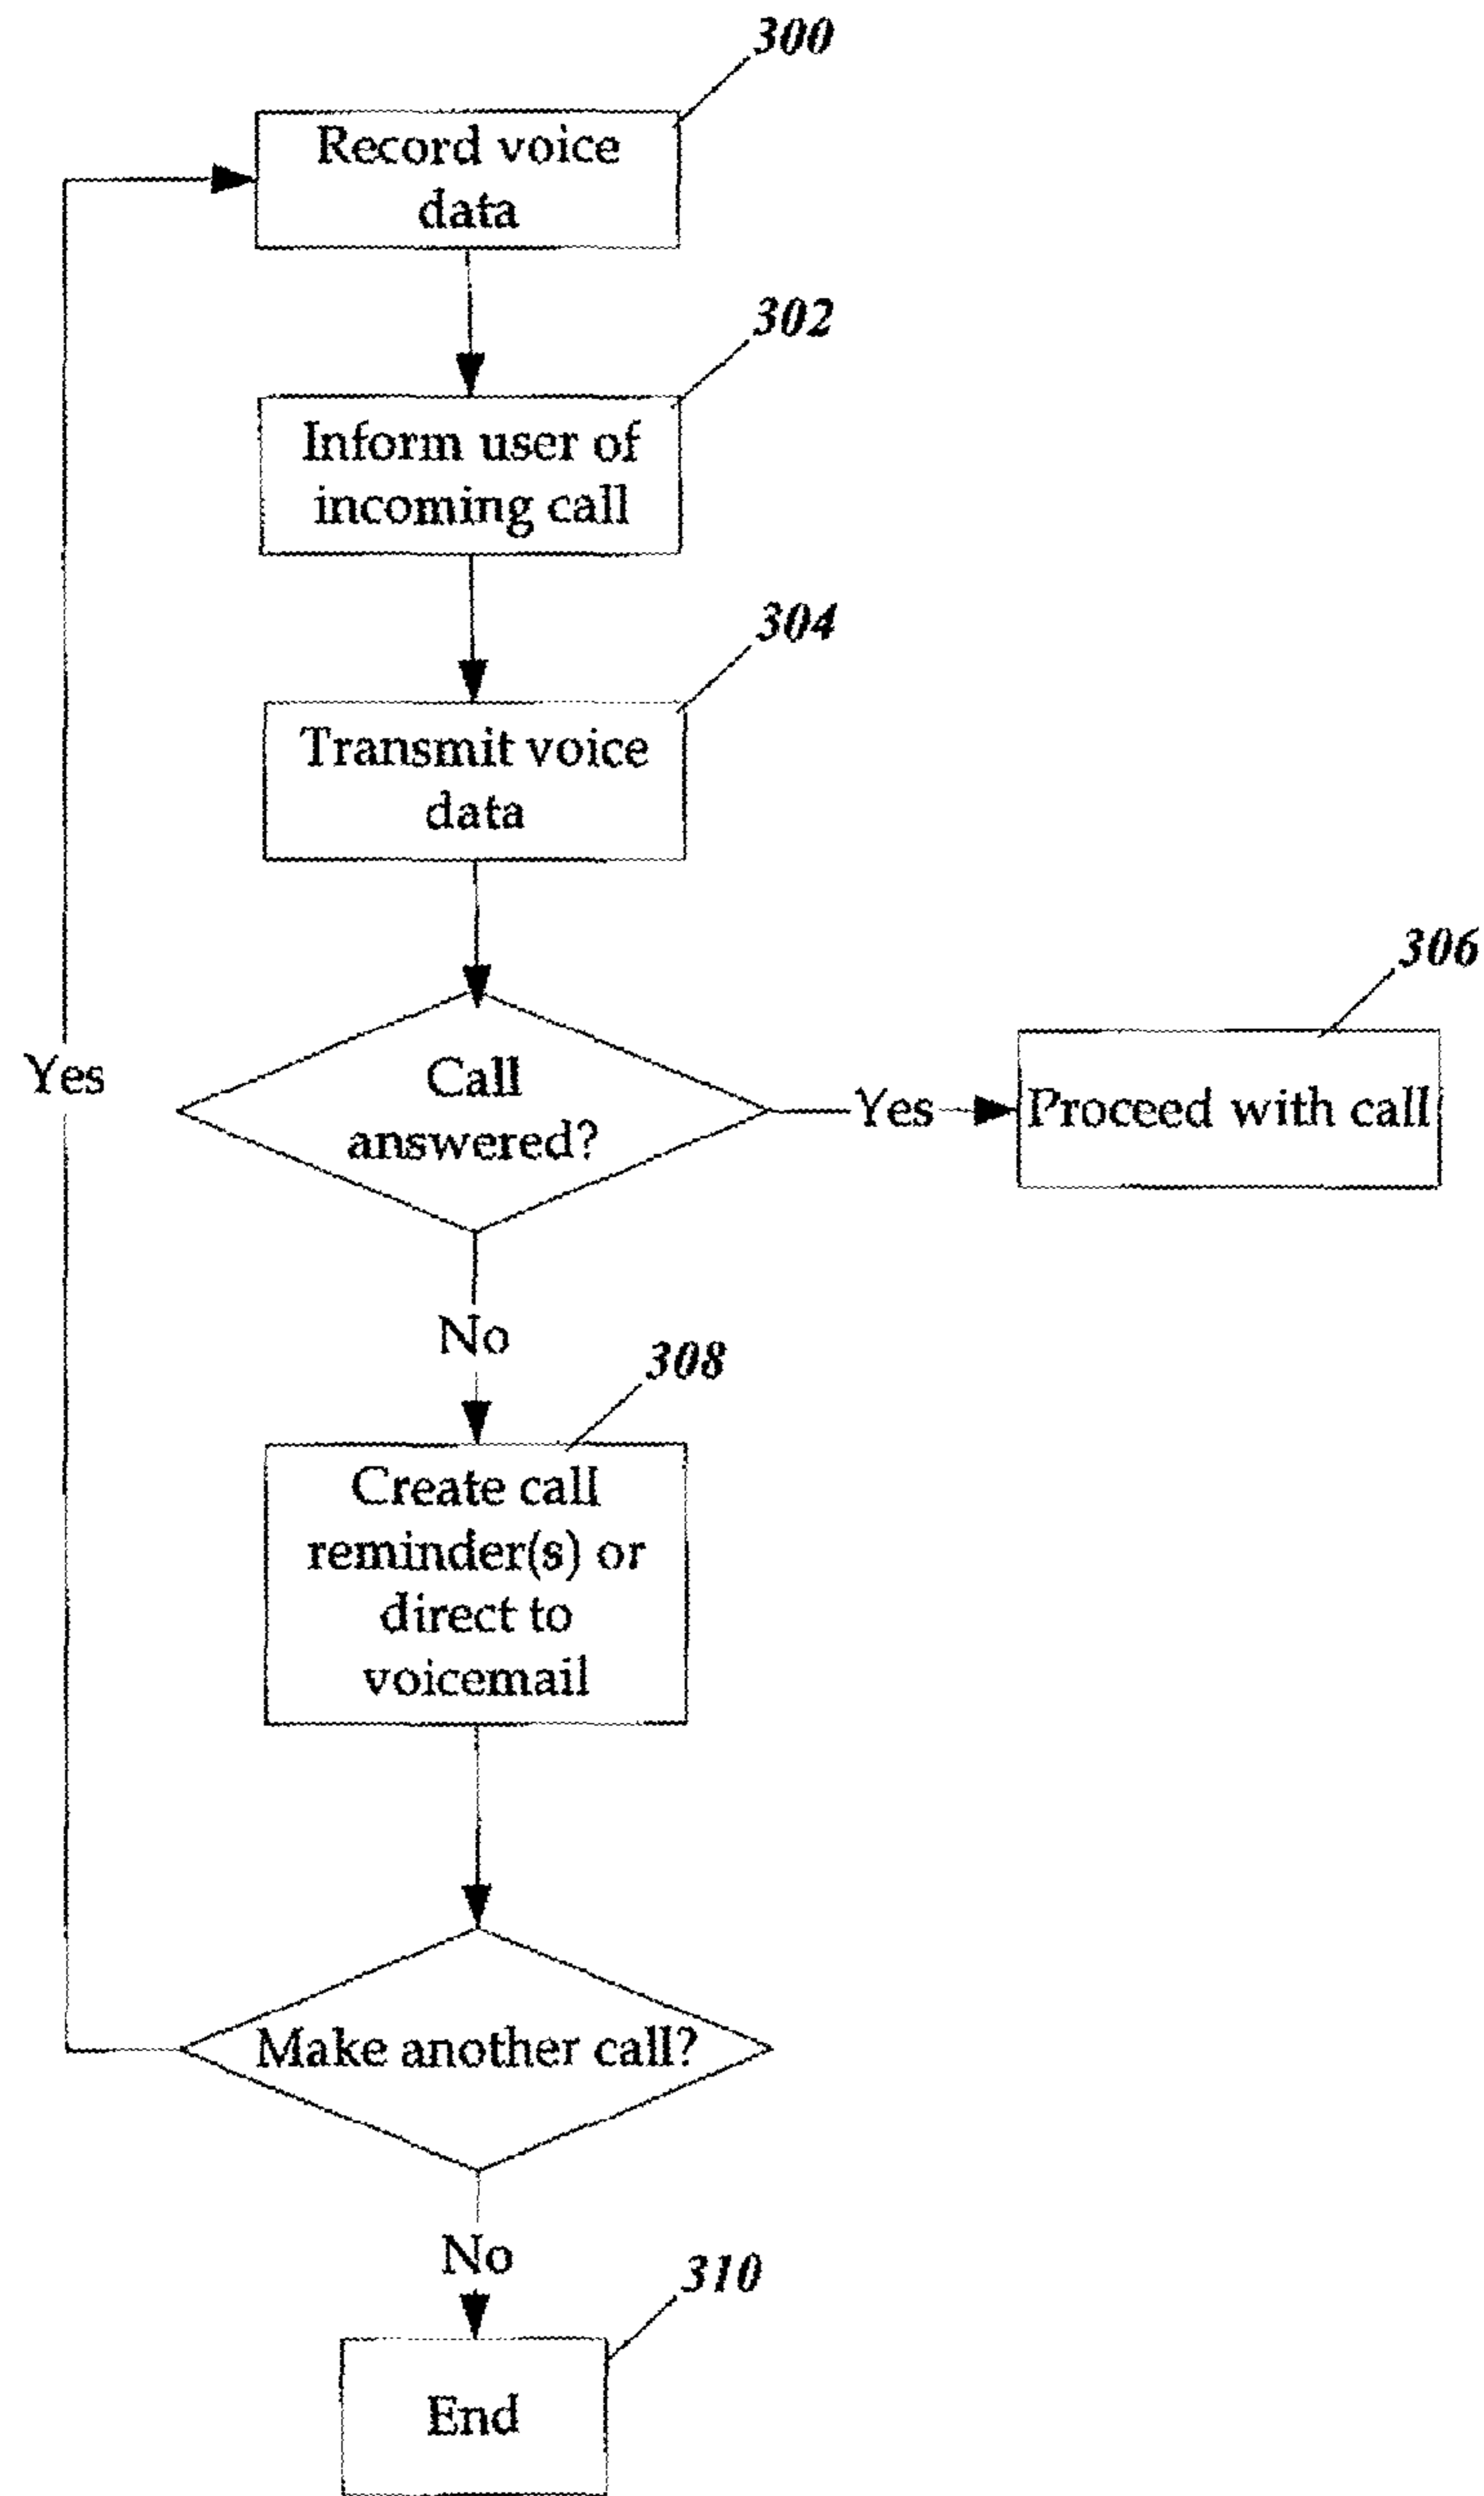 300
Record voice
data
302
Inform user of
incoming call
304
Transmit voice
data
306
Call
answered?
Yes
Yes
Proceed with call
No
308
Create call
reminder(s) or
direct to
voicemail
Make another call?
No
310
End